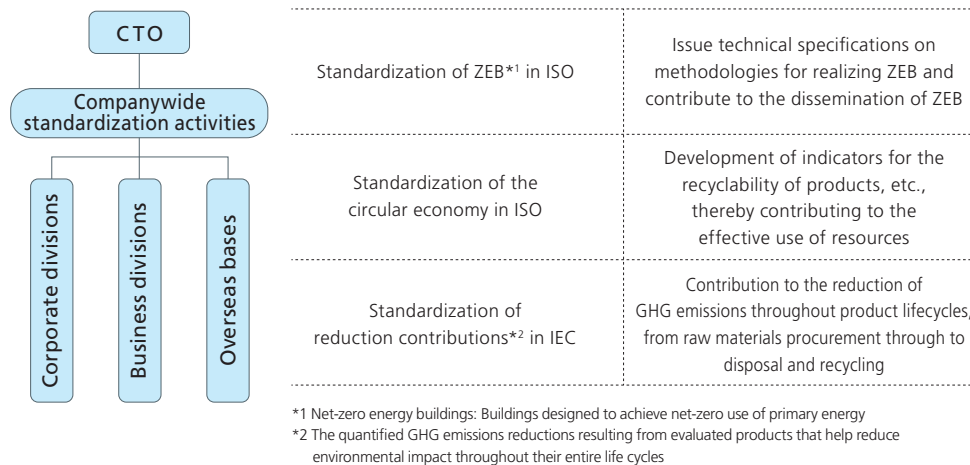 CTO
Companywide
standardization activities
Corporate divisions
Business divisions
Overseas bases
Standardization of ZEB*1 in ISO
Issue technical specifications on
methodologies for realizing ZEB and
contribute to the dissemination of ZEB
Standardization of the
circular economy in ISO
Development of indicators for the
recyclability of products, etc.,
thereby contributing to the
effective use of resources
Standardization of
reduction contributions*2 in IEC
Contribution to the reduction of
GHG emissions throughout product lifecycles,
from raw materials procurement through to
disposal and recycling
*1 Net-zero energy buildings: Buildings designed to achieve net-zero use of primary energy
*2 The quantified GHG emissions reductions resulting from evaluated products that help reduce
environmental impact throughout their entire life cycles